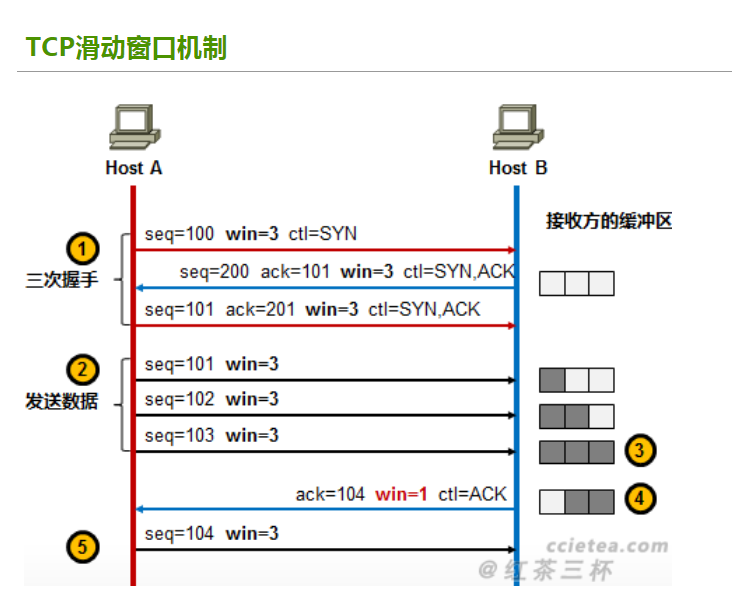 TCP滑动窗口机制
Host A
Host B
接收方的缓冲区
1
三次握手
seq=100 win=3 ctl=SYN
seq=200 ack=101 win=3 ctl=SYN,ACK
seq=101 ack=201 win=3 ctl=SYN,ACK
2
发送数据
seq=101 win=3
seq=102 win=3
seq=103 win=3
3
ack=104 win=1 ctl=ACK
4
5
seq=104 win=3
ccietea.com
@红茶三杯